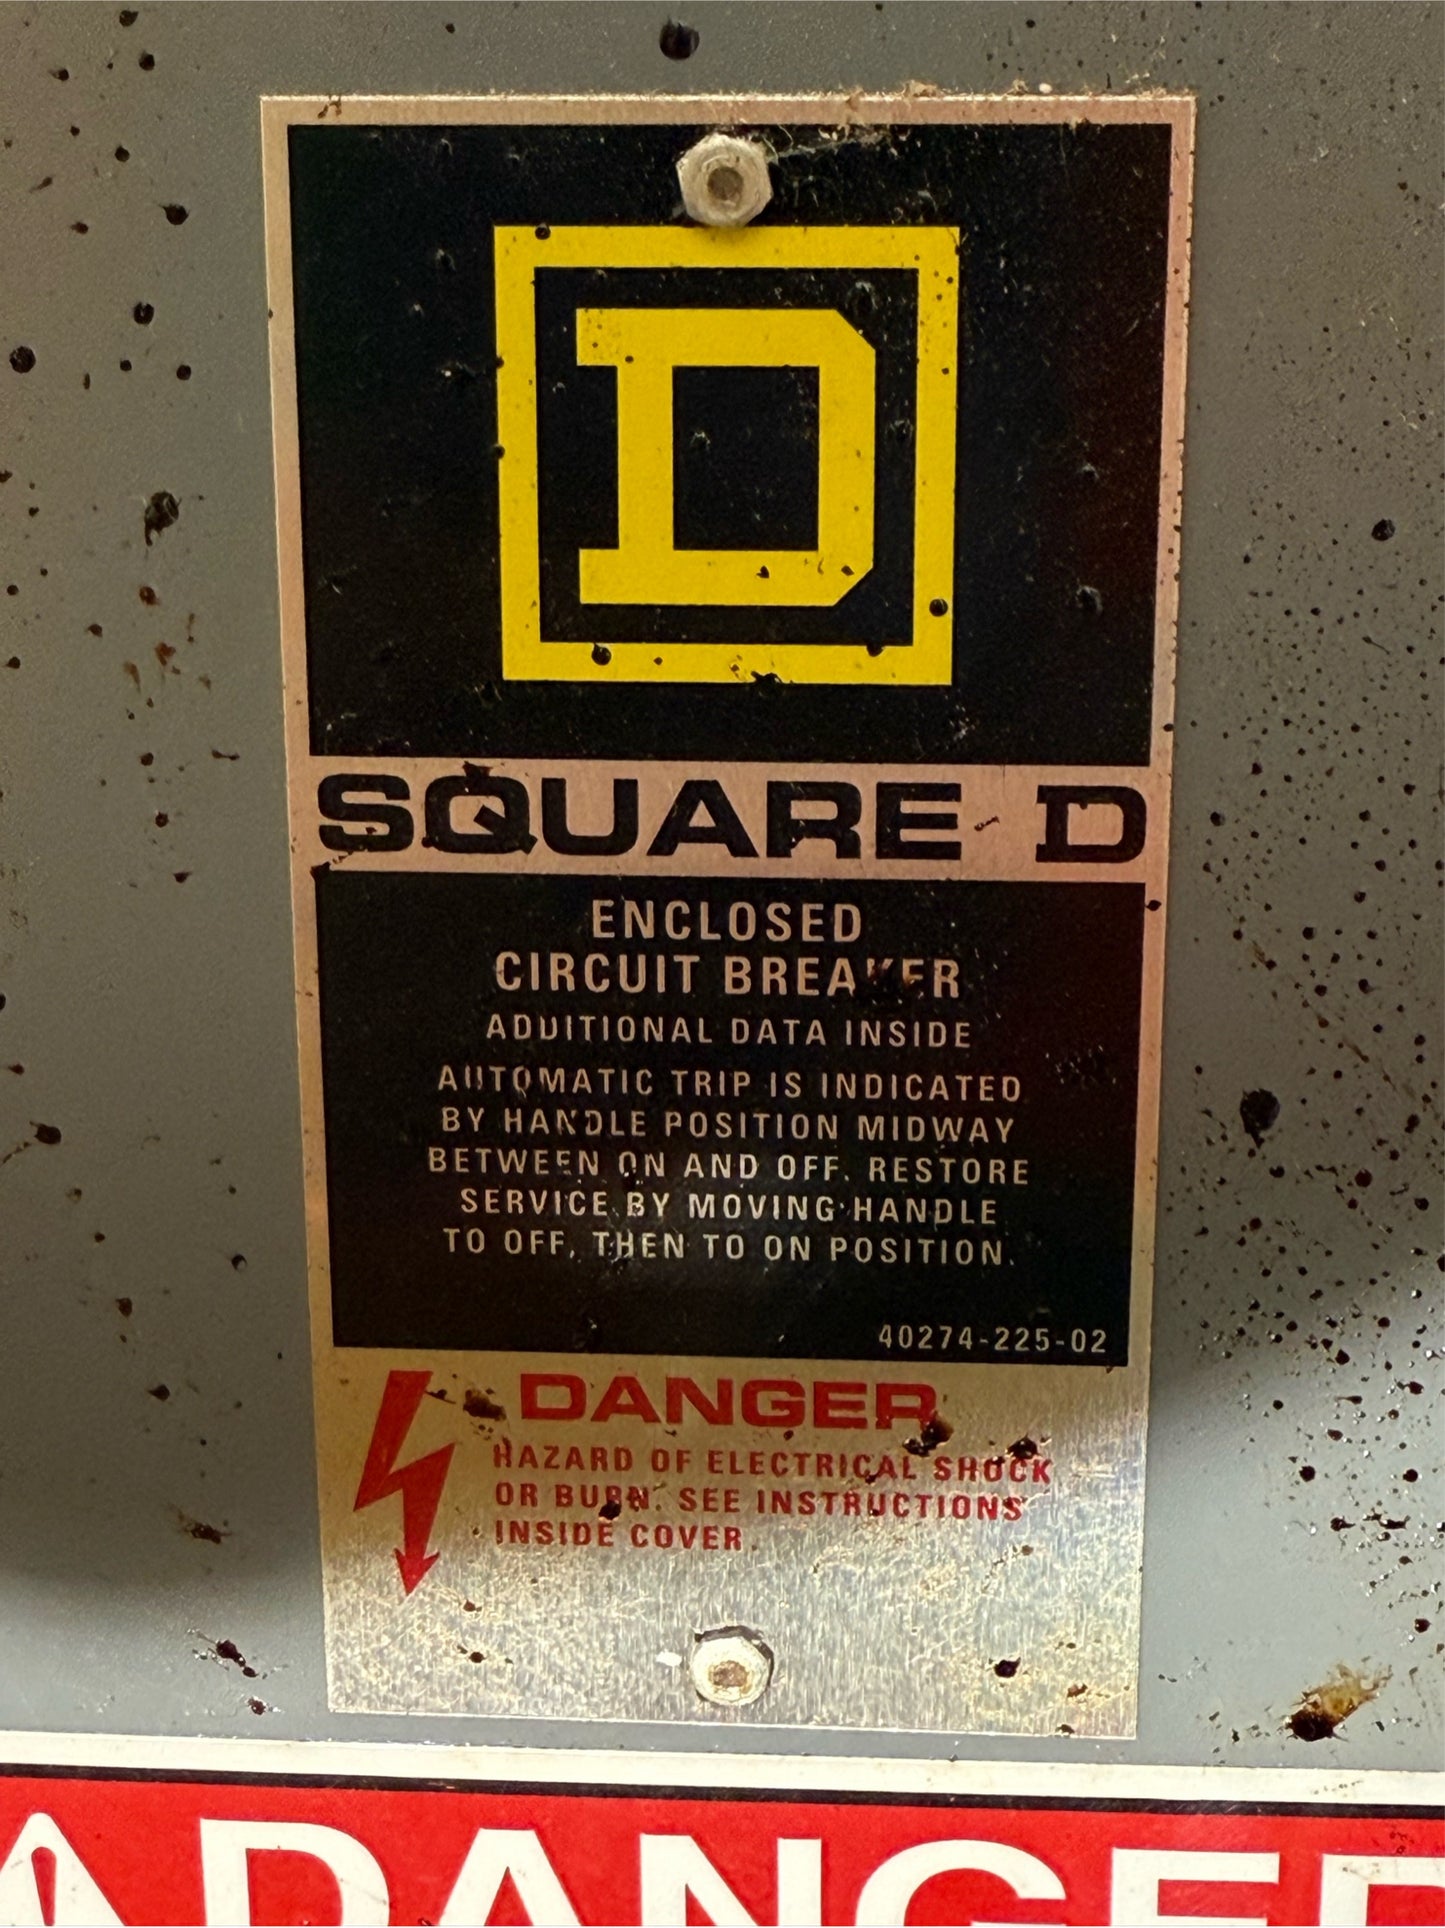 D
SQUARE D
ENCLOSED
CIRCUIT BREAKER
ADDITIONAL DATA INSIDE
AUTOMATIC TRIP IS INDICATED
BY HANDLE POSITION MIDWAY
BETWEEN ON AND OFF. RESTORE
SERVICE BY MOVING HANDLE
TO OFF, THEN TO ON POSITION.
40274-225-02
DANGER
HAZARD OF ELECTRICAL SHOCK
OR BURN. SEE INSTRUCTIONS
INSIDE COVER.
DANGER